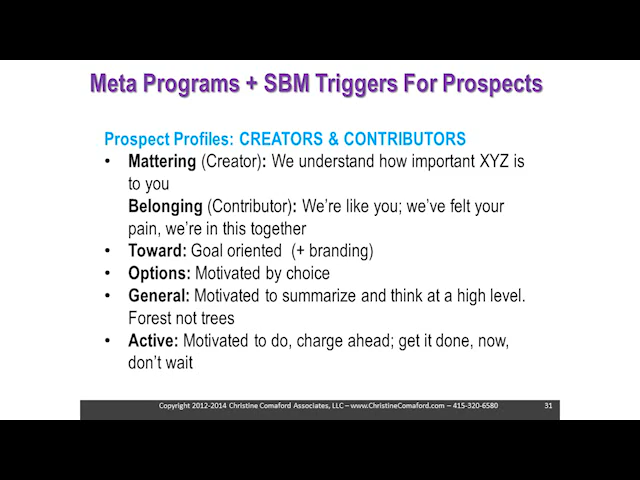 Meta Programs + SBM Triggers For Prospects
Prospect Profiles: CREATORS & CONTRIBUTORS
• Mattering (Creator): We understand how important XYZ is
to you
Belonging (Contributor): We're like you; we've felt your
pain, we're in this together
• Toward: Goal oriented (+ branding)
• Options: Motivated by choice
• General: Motivated to summarize and think at a high level.
Forest not trees
• Active: Motivated to do, charge ahead; get it done, now,
don't wait
Copyright 2012-2014 Christine Comaford Associates, LLC – www.ChristineComaford.com – 415-320-6580 31